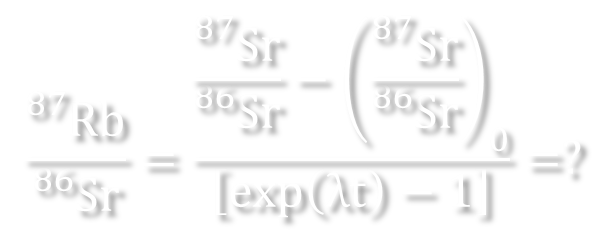 ⁸⁷Rb/⁸⁶Sr = (⁸⁷Sr/⁸⁶Sr − (⁸⁷Sr/⁸⁶Sr)₀) / [exp(λt) − 1] =?